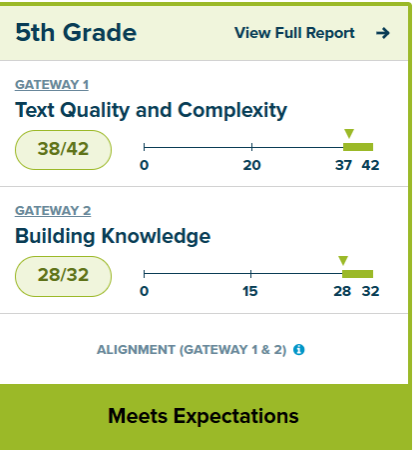 5th Grade
View Full Report →
GATEWAY 1
Text Quality and Complexity
38/42
0 20 37 42
GATEWAY 2
Building Knowledge
28/32
0 15 28 32
ALIGNMENT (GATEWAY 1 & 2)
Meets Expectations